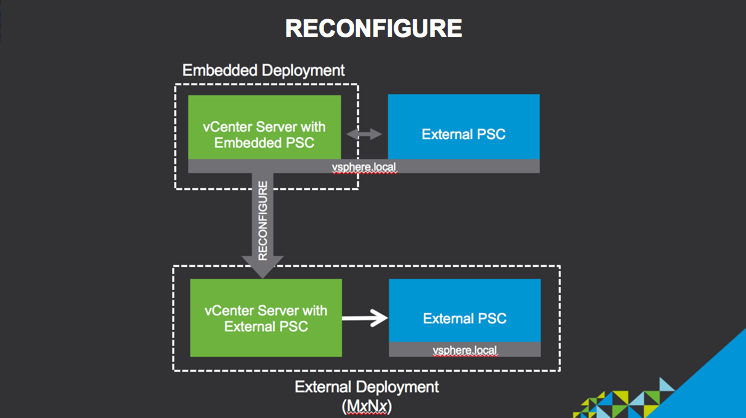 RECONFIGURE
Embedded Deployment
vCenter Server with
Embedded PSC
External PSC
vsphere.local
RECONFIGURE
vCenter Server with
External PSC
External PSC
vsphere.local
External Deployment
(MxNx)